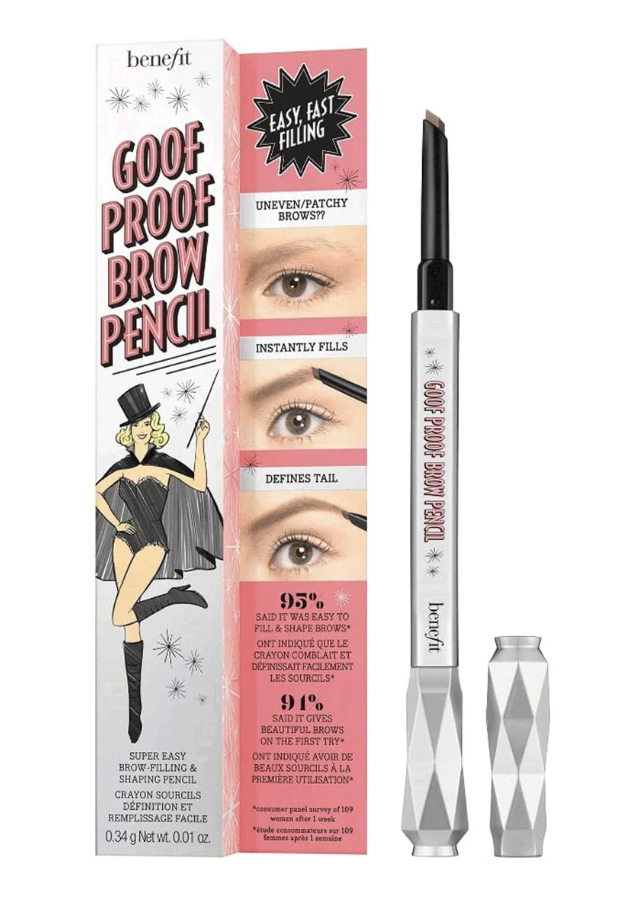 benefit
GOOF
PROOF
BROW
PENCIL
SUPER EASY
BROW-FILLING &
SHAPING PENCIL
CRAYON SOURCILS
DÉFINITION ET
REMPLISSAGE FACILE
0.34 g Net wt. 0.01 oz.
EASY, FAST
FILLING
UNEVEN/PATCHY
BROWS??
INSTANTLY FILLS
DEFINES TAIL
95%
SAID IT WAS EASY TO
FILL & SHAPE BROWS*
ONT INDIQUÉ QUE LE
CRAYON COMBLAIT ET
DÉFINISSAIT FACILEMENT
LES SOURCILS*
91%
SAID IT GIVES
BEAUTIFUL BROWS
ON THE FIRST TRY*
ONT INDIQUÉ AVOIR DE
BEAUX SOURCILS À LA
PREMIÈRE UTILISATION*
*consumer panel survey of 109
women after 1 week
*étude consommateurs sur 109
femmes après 1 semaine
GOOF PROOF BROW PENCIL
benefit